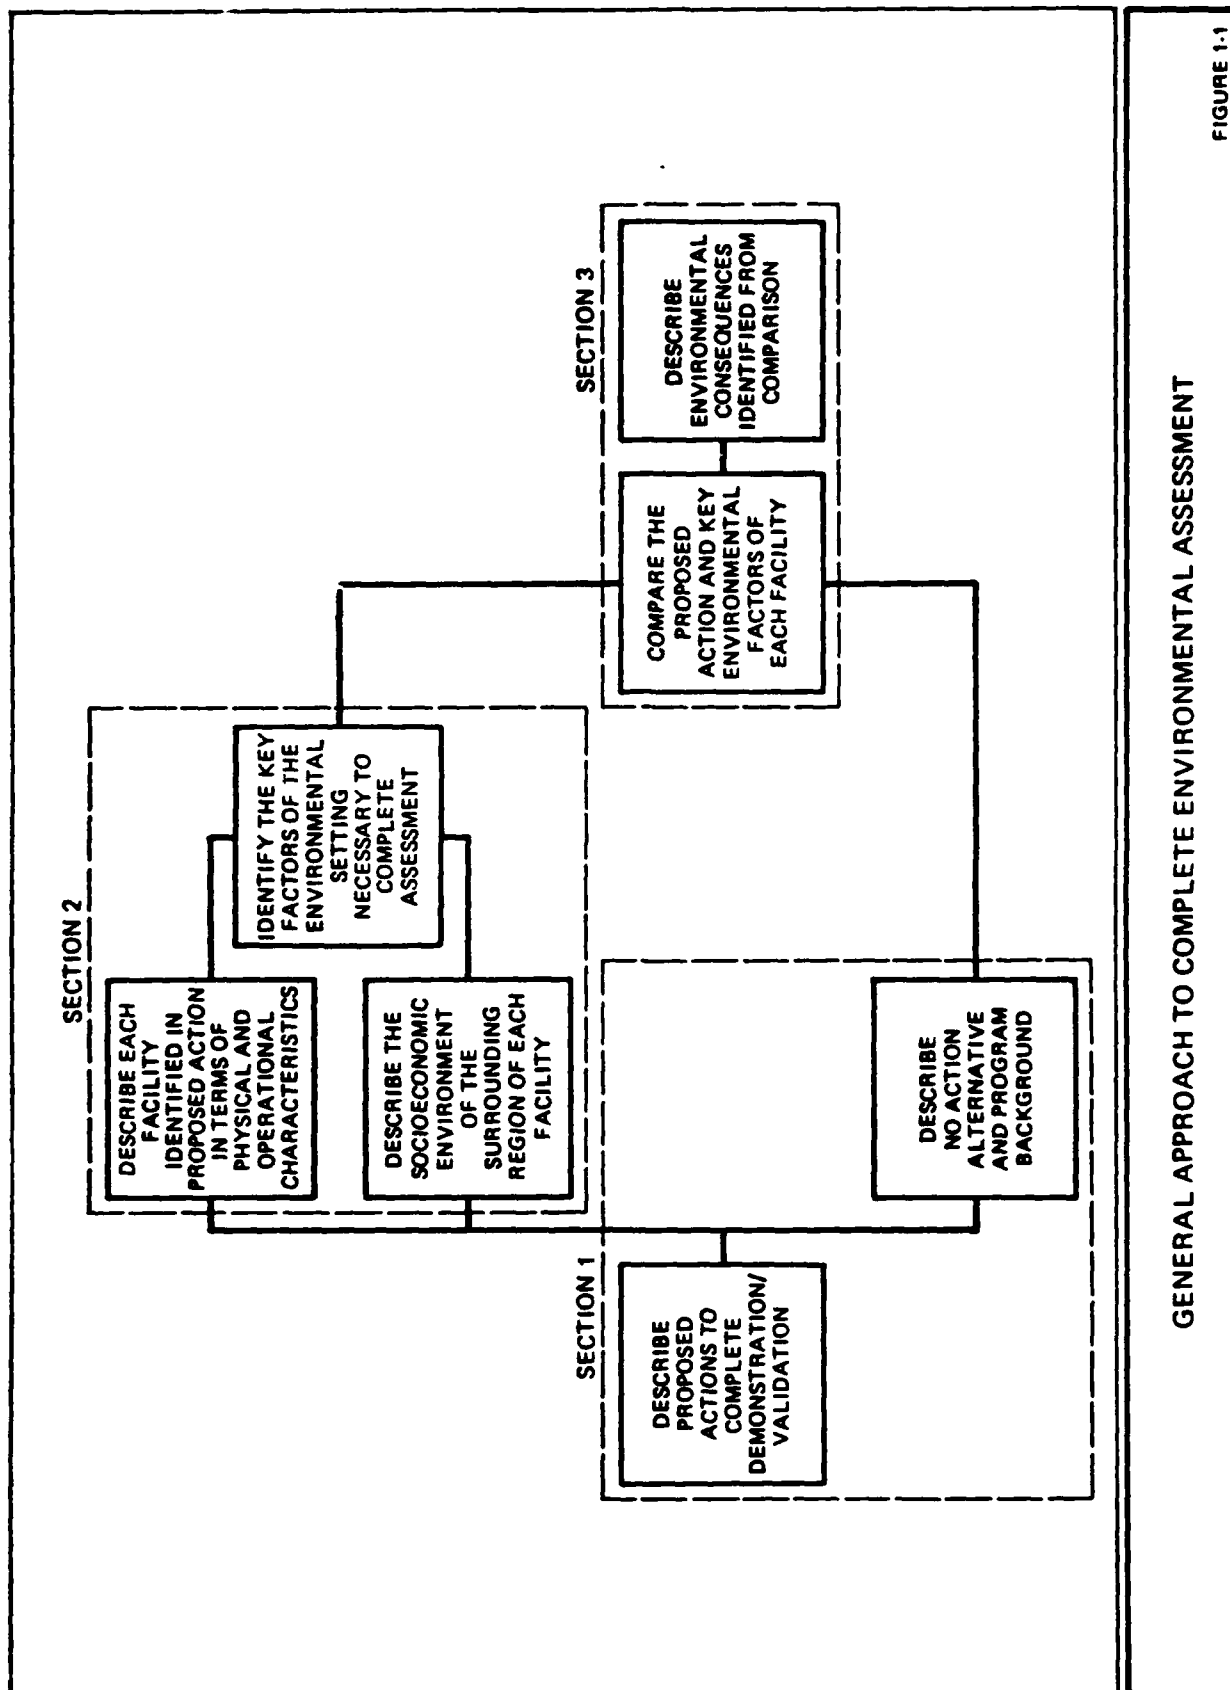 SECTION 1
DESCRIBE
PROPOSED
ACTIONS TO
COMPLETE
DEMONSTRATION/
VALIDATION
DESCRIBE
NO ACTION
ALTERNATIVE
AND PROGRAM
BACKGROUND
SECTION 2
DESCRIBE EACH
FACILITY
IDENTIFIED IN
PROPOSED ACTION
IN TERMS OF
PHYSICAL AND
OPERATIONAL
CHARACTERISTICS
DESCRIBE THE
SOCIOECONOMIC
ENVIRONMENT
OF THE
SURROUNDING
REGION OF EACH
FACILITY
IDENTIFY THE KEY
FACTORS OF THE
ENVIRONMENTAL
SETTING
NECESSARY TO
COMPLETE
ASSESSMENT
SECTION 3
COMPARE THE
PROPOSED
ACTION AND KEY
ENVIRONMENTAL
FACTORS OF
EACH FACILITY
DESCRIBE
ENVIRONMENTAL
CONSEQUENCES
IDENTIFIED FROM
COMPARISON
GENERAL APPROACH TO COMPLETE ENVIRONMENTAL ASSESSMENT
FIGURE 1-1